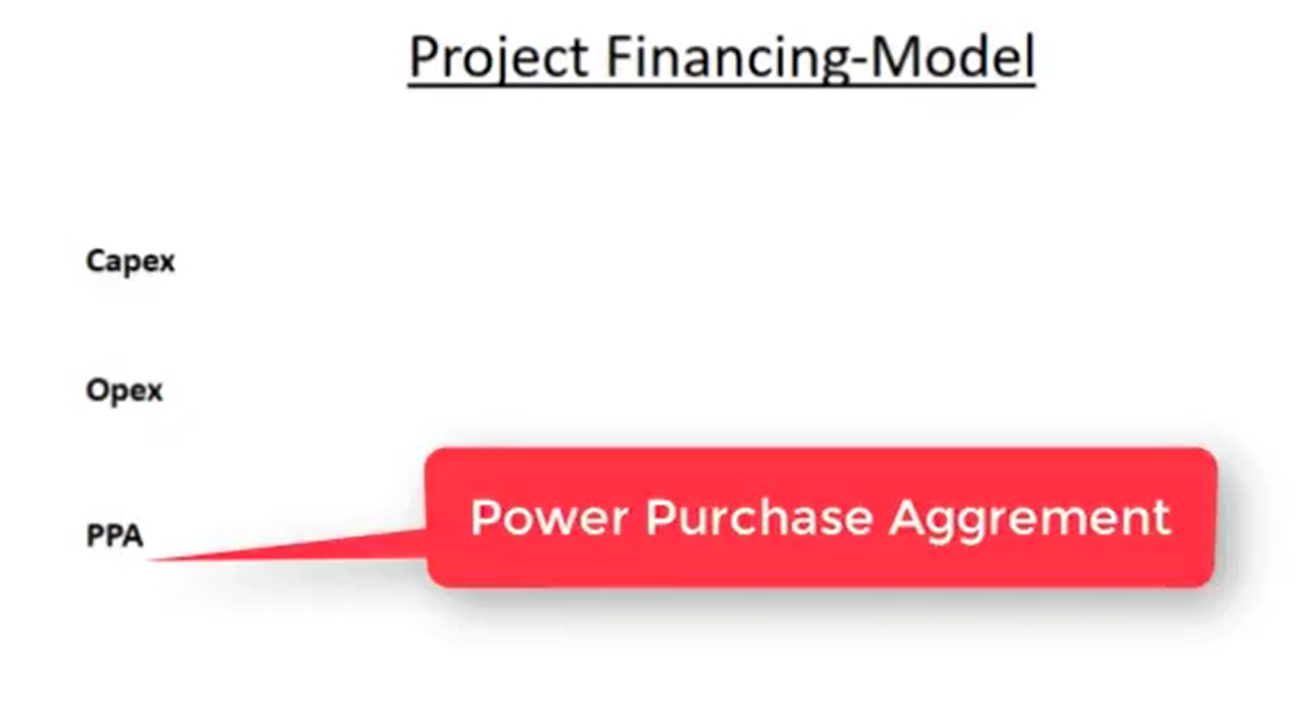 Project Financing-Model
Capex
Opex
PPA
Power Purchase Aggrement